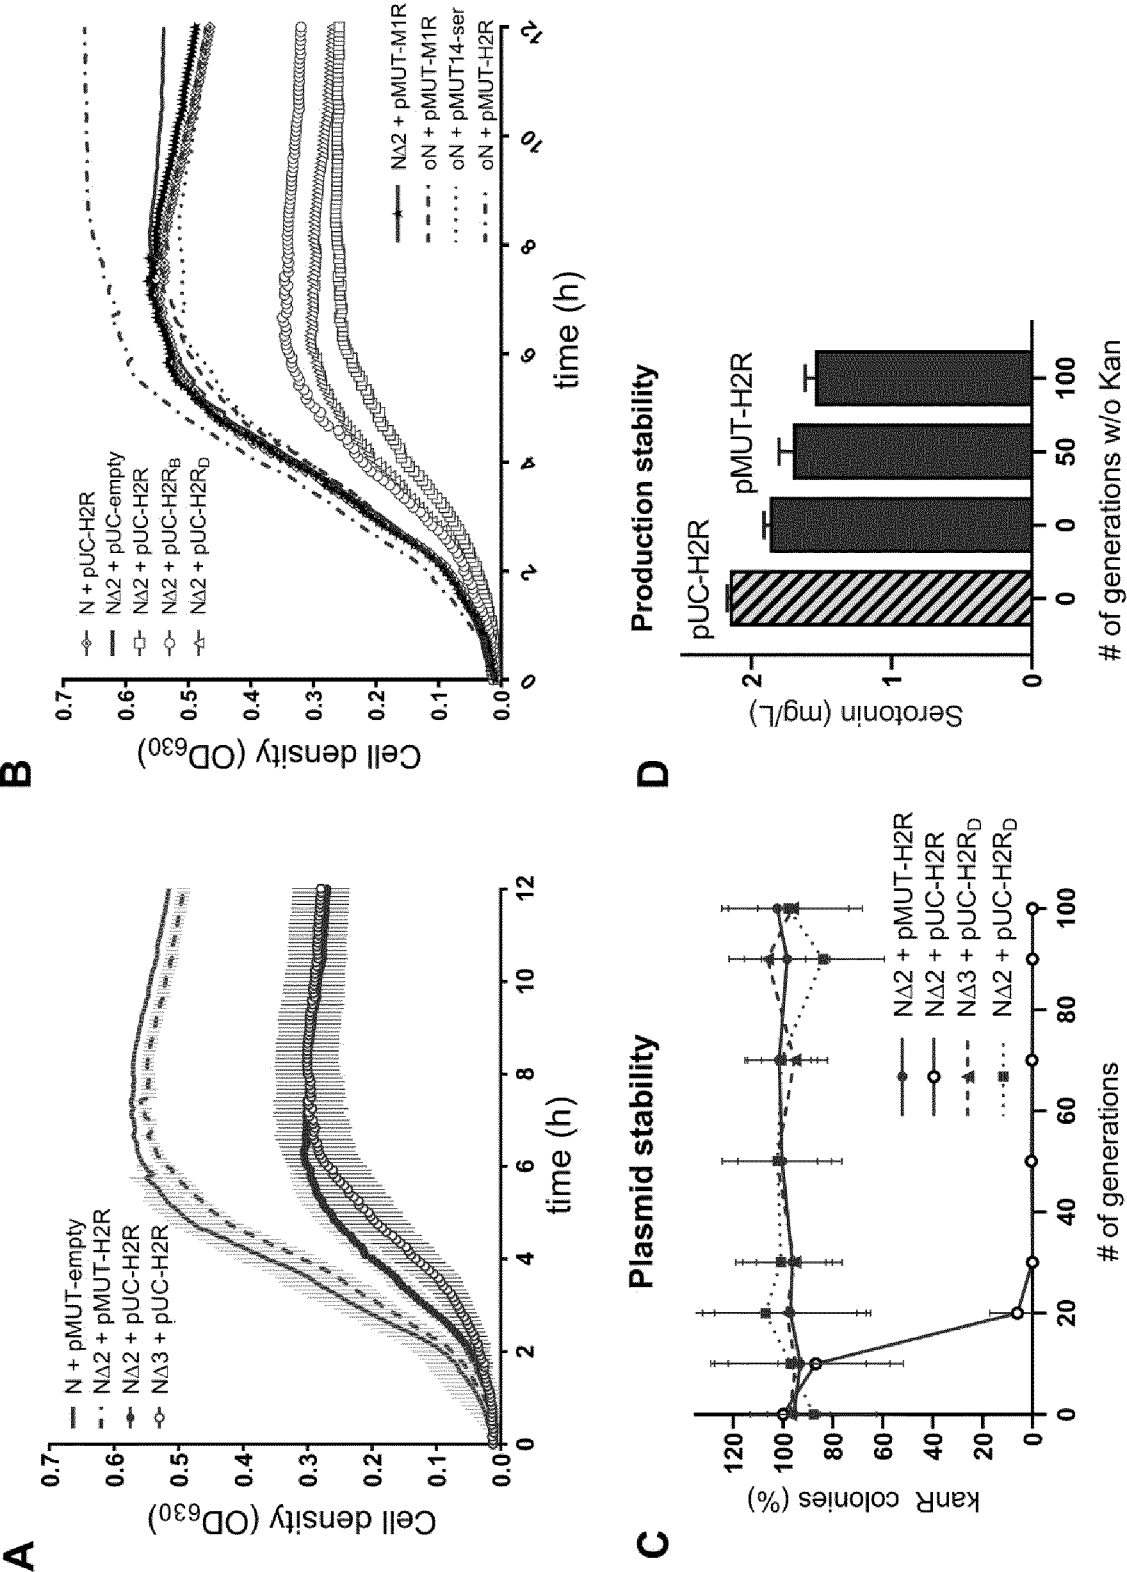 A
Cell density (OD630)
0.7
0.6
0.5
0.4
0.3
0.2
0.1
0.0
0
2
4
6
8
10
12
time (h)
N + pMUT-empty
NΔ2 + pMUT-H2R
NΔ2 + pUC-H2R
NΔ3 + pUC-H2R
B
Cell density (OD630)
0.7
0.6
0.5
0.4
0.3
0.2
0.1
0.0
0
2
4
6
8
10
12
time (h)
N + pUC-H2R
NΔ2 + pUC-empty
NΔ2 + pUC-H2R
NΔ2 + pUC-H2RB
NΔ2 + pUC-H2RD
NΔ2 + pMUT-M1R
oN + pMUT-M1R
oN + pMUT14-ser
oN + pMUT-H2R
C
Plasmid stability
kanR colonies (%)
120
100
80
60
40
20
0
0
20
40
60
80
100
# of generations
NΔ2 + pMUT-H2R
NΔ2 + pUC-H2R
NΔ3 + pUC-H2RD
NΔ2 + pUC-H2RD
D
Production stability
Serotonin (mg/L)
2
1
0
pUC-H2R
pMUT-H2R
0
0
50
100
# of generations w/o Kan